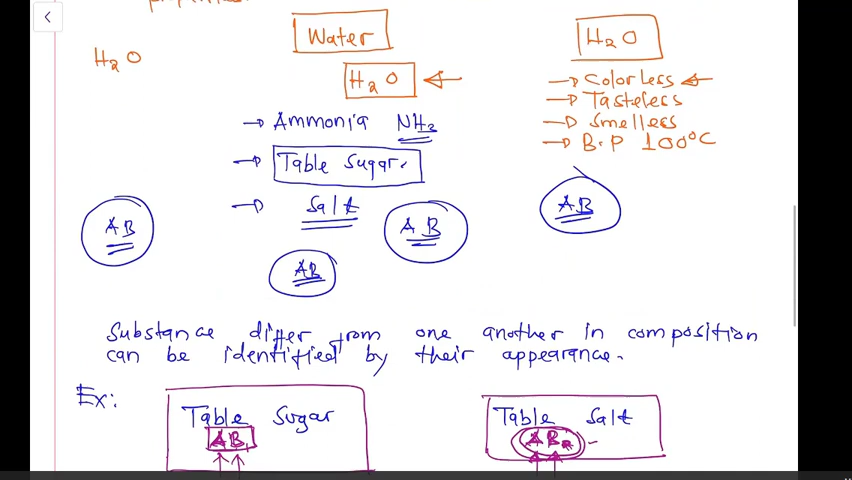 Water
H2O
H2O
H2O
→ Colorless
→ Tasteless
→ Smelless
→ B.P 100°C
→ Ammonia NH3
→ Table Sugar.
→ Salt
AB
AB
AB
AB
Substance differ from one another in composition
can be identified by their appearance.
Ex:
Table Sugar
AB
Table Salt
AB